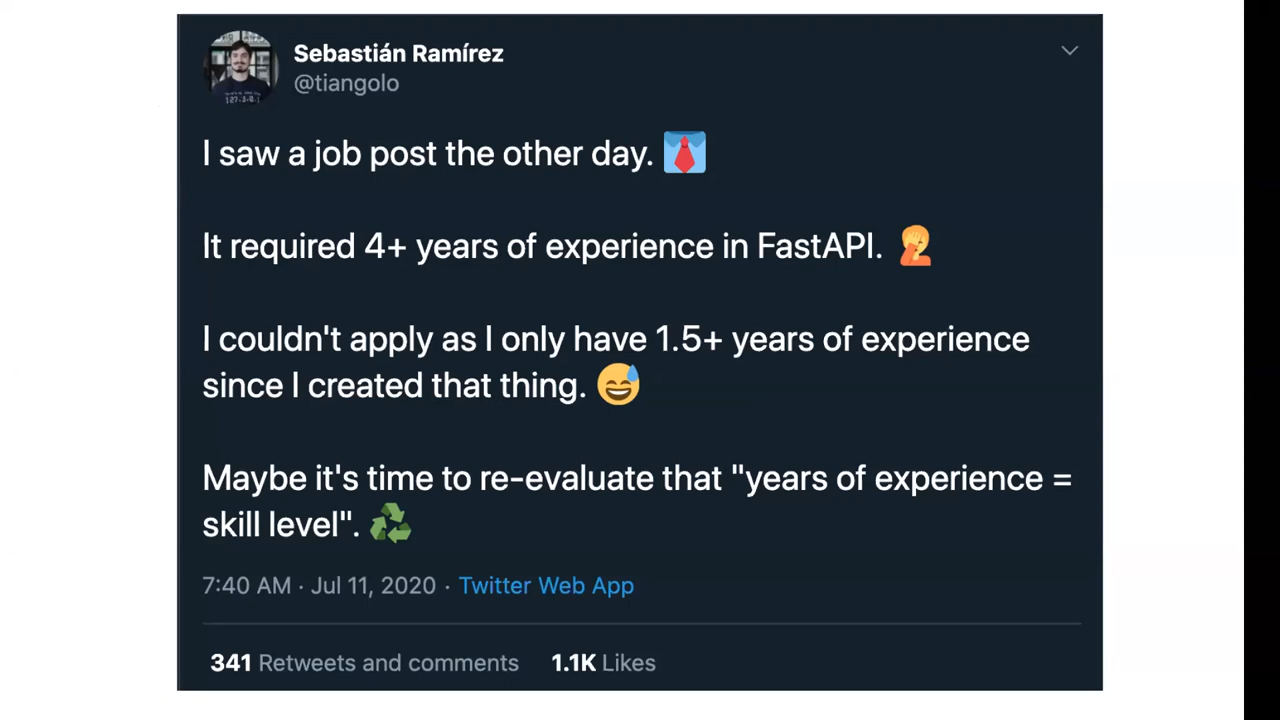 Sebastián Ramírez
@tiangolo
I saw a job post the other day. 👔
It required 4+ years of experience in FastAPI. 🤦
I couldn't apply as I only have 1.5+ years of experience
since I created that thing. 😅
Maybe it's time to re-evaluate that "years of experience =
skill level". ♻
7:40 AM · Jul 11, 2020 · Twitter Web App
341 Retweets and comments 1.1K Likes